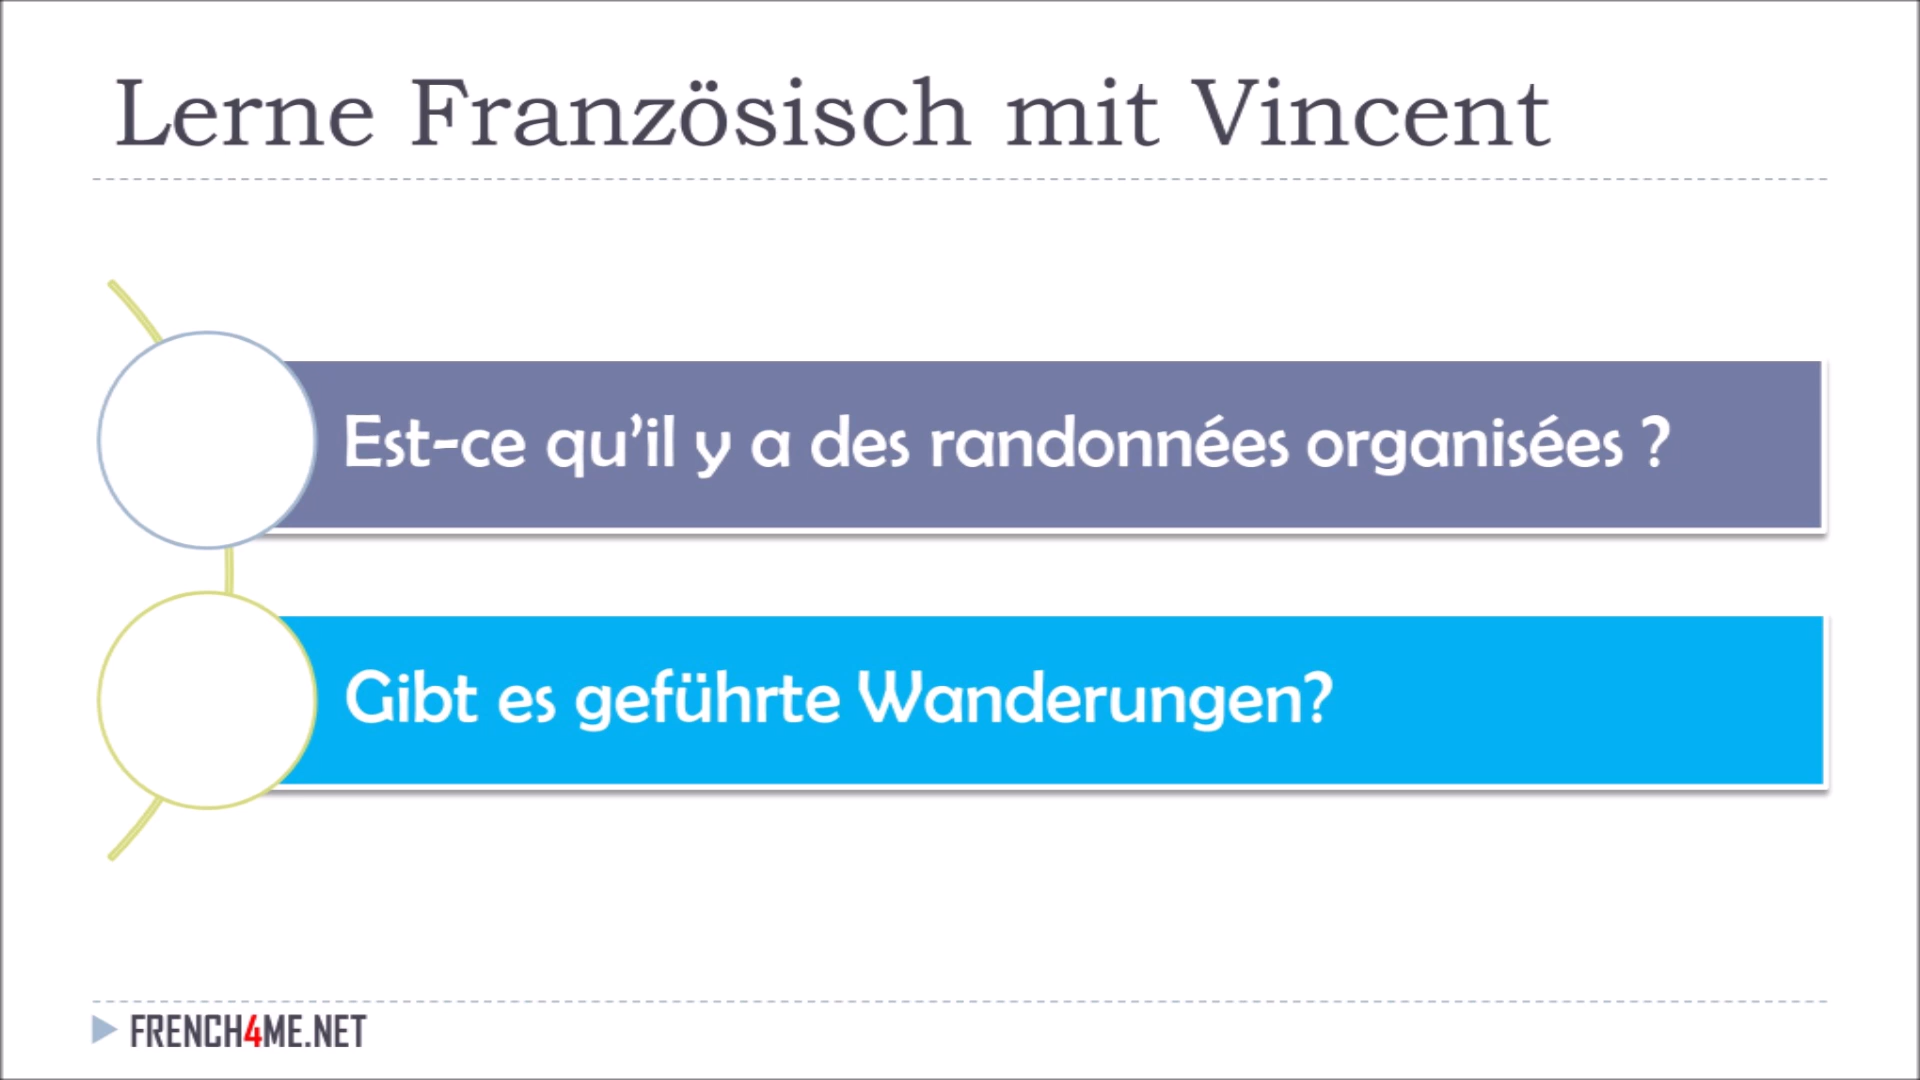 Lerne Französisch mit Vincent
Est-ce qu’il y a des randonnées organisées ?
Gibt es geführte Wanderungen?
FRENCH4ME.NET